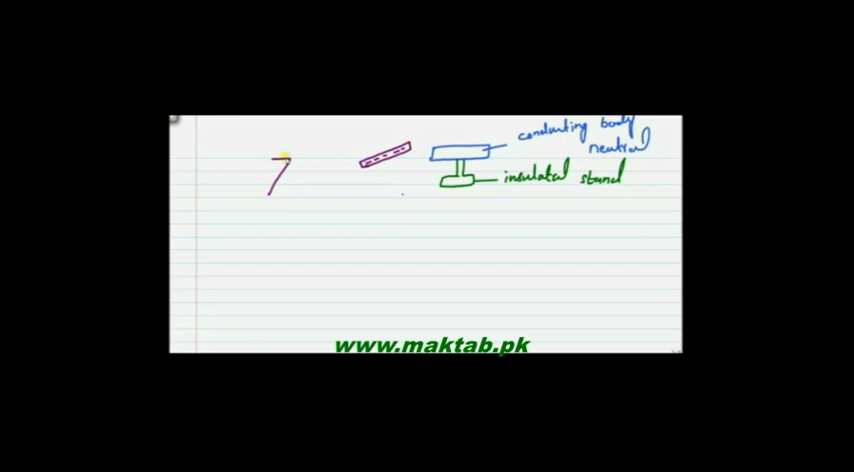 conducting body
neutral
insulated stand
7
www.maktab.pk